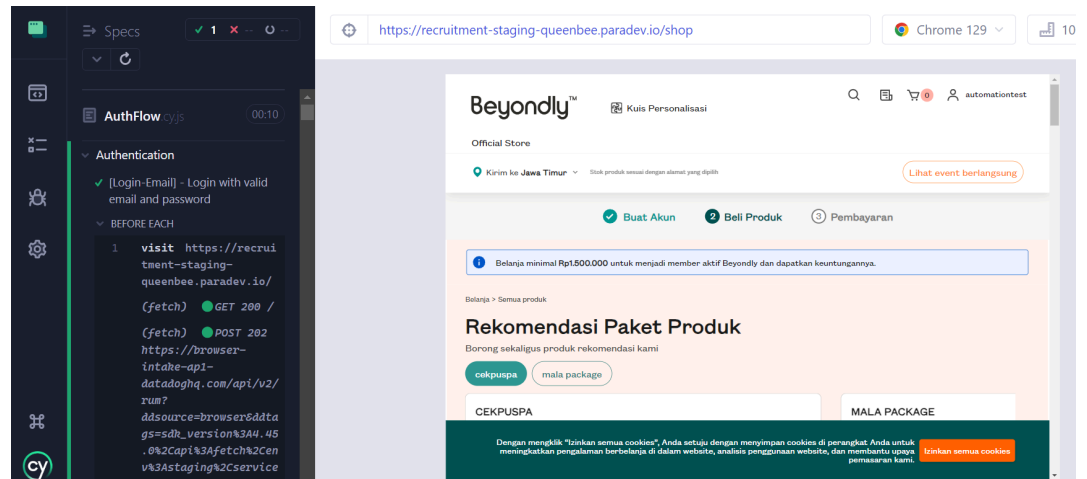 Specs
✓ 1 × -- --
https://recruitment-staging-queenbee.paradev.io/shop
Chrome 129
10
AuthFlow.cy.js
00:10
Authentication
[Login-Email] - Login with valid
email and password
BEFORE EACH
1 visit https://recrui
tment-staging-
queenbee.paradev.io/
(fetch) GET 200 /
(fetch) POST 202
https://browser-
intake-ap1-
datadoghq.com/api/v2/
rum?
ddsource=browser&ddta
gs=sdk_version%3A4.45
.0%2Capi%3Afetch%2Cen
v%3Astaging%2Cservice
cy
Beyondly™
Kuis Personalisasi
0
automationtest
Official Store
Kirim ke Jawa Timur
Stok produk sesuai dengan alamat yang dipilih
Lihat event berlangsung
Buat Akun
2 Beli Produk
3 Pembayaran
Belanja minimal Rp1.500.000 untuk menjadi member aktif Beyondly dan dapatkan keuntungannya.
Belanja > Semua produk
Rekomendasi Paket Produk
Borong sekaligus produk rekomendasi kami
cekpuspa
mala package
CEKPUSPA
MALA PACKAGE
Dengan mengklik “Izinkan semua cookies”, Anda setuju dengan menyimpan cookies di perangkat Anda untuk
meningkatkan pengalaman berbelanja di dalam website, analisis penggunaan website, dan membantu upaya
pemasaran kami.
Izinkan semua cookies